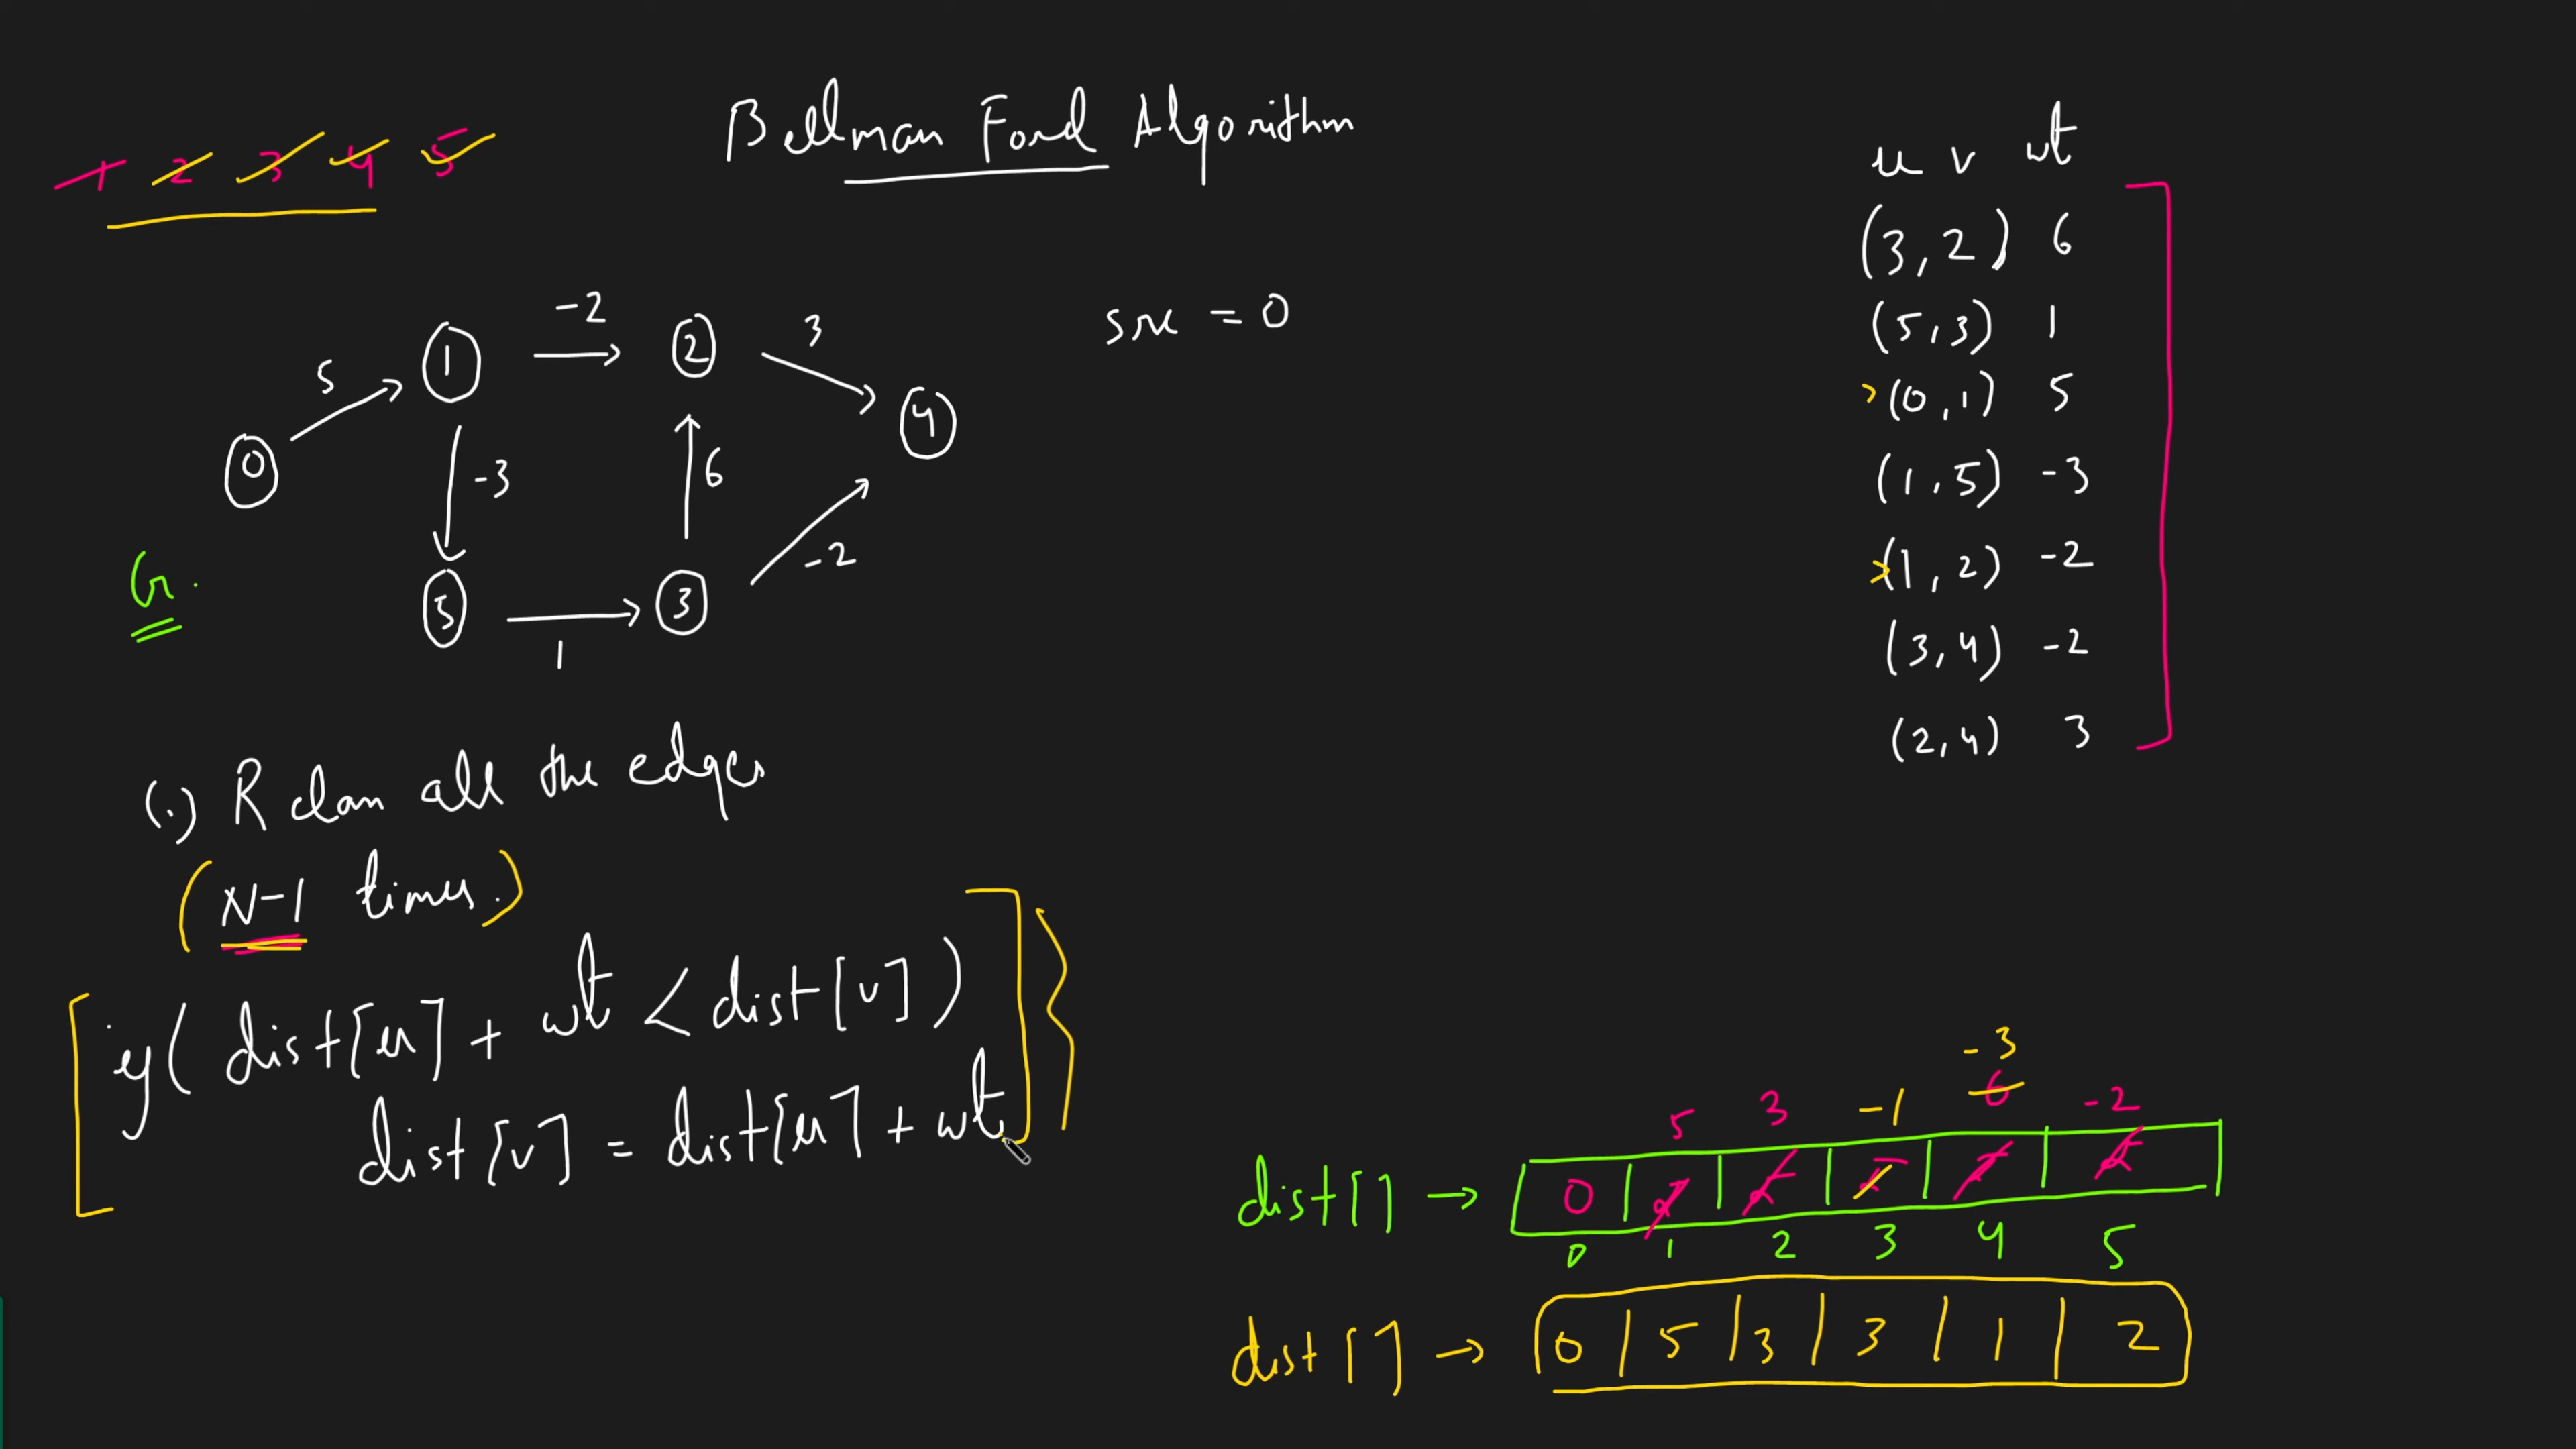 Bellman Ford Algorithm
1 2 3 4 5
u v wt
(3, 2) 6
(5, 3) 1
(0, 1) 5
(1, 5) -3
(1, 2) -2
(3, 4) -2
(2, 4) 3
src = 0
-2
3
5
1
2
4
0
-3
6
-2
5
3
1
G.
(.)
all the edges
(N-1 times.)
if( dist[u] + wt < dist[v])
dist[v] = dist[u] + wt
-3
5 3 -1 6 -2
dist[] → 0
0 1 2 3 4 5
dist[] → 0 | 5 | 3 | 3 | 1 | 2